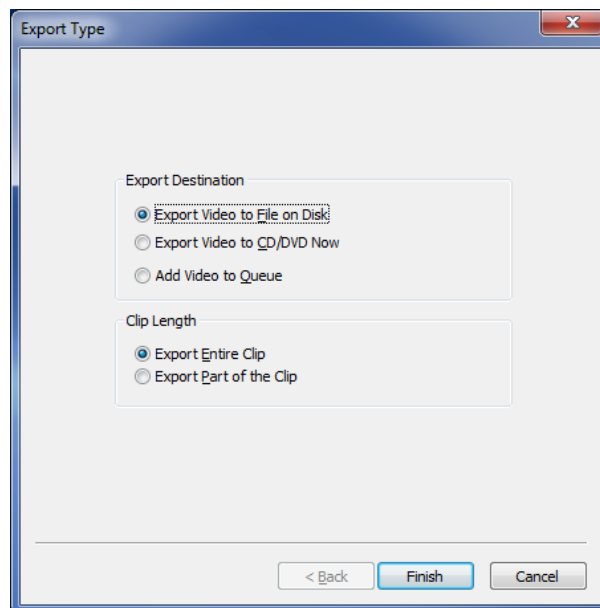 Export Type
Export Destination
Export Video to File on Disk
Export Video to CD/DVD Now
Add Video to Queue
Clip Length
Export Entire Clip
Export Part of the Clip
< Back
Finish
Cancel